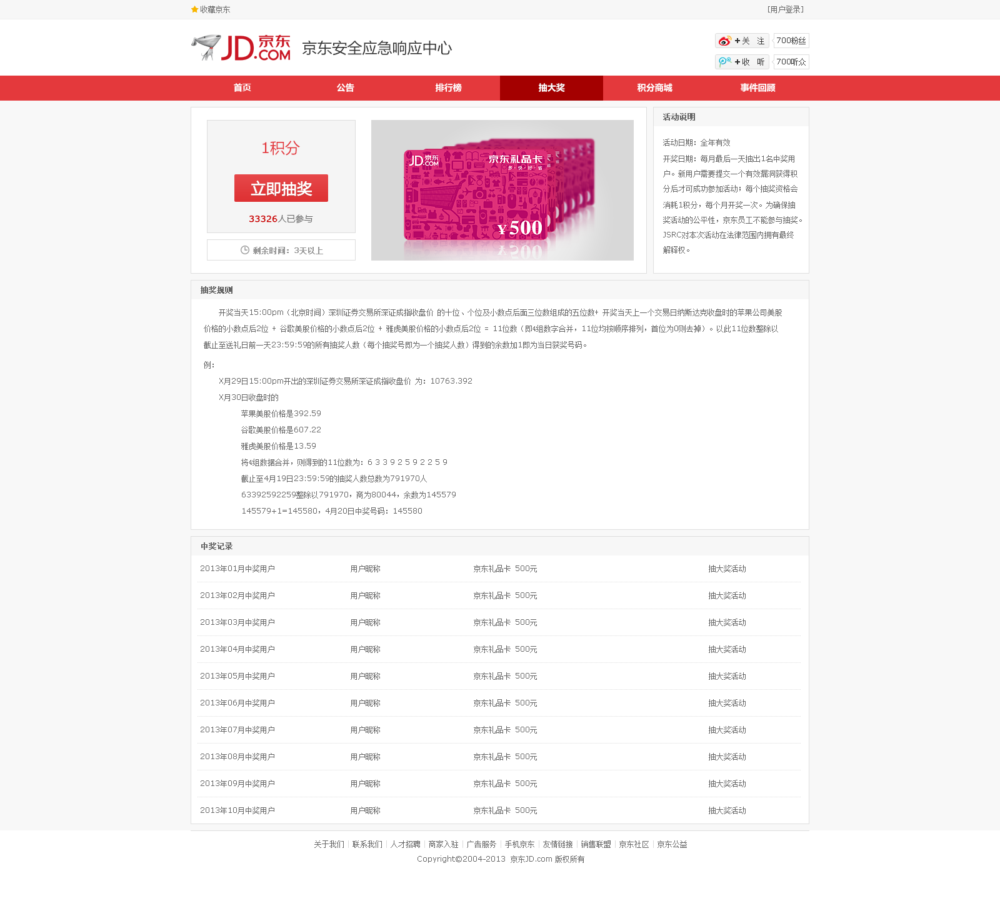 收藏京东
[用户登录]
JD.COM 京东
京东安全应急响应中心
+关 注 700粉丝
+收 听 700听众
首页 公告 排行榜 抽大奖 积分商城 事件回顾
1积分
立即抽奖
33326人已参与
剩余时间：3天以上
JD.COM 京东
京东礼品卡
多·快·好·省
¥500
活动说明
活动日期：全年有效
开奖日期：每月最后一天抽出1名中奖用
户。新用户需要提交一个有效漏洞获得积
分后才可成功参加活动；每个抽奖资格会
消耗1积分，每个月开奖一次。为确保抽
奖活动的公平性，京东员工不能参与抽奖。
JSRC对本次活动在法律范围内拥有最终
解释权。
抽奖规则
开奖当天15:00pm（北京时间）深圳证券交易所深证成指收盘价 的十位、个位及小数点后面三位数组成的五位数+ 开奖当天上一个交易日纳斯达克收盘时的苹果公司美股
价格的小数点后2位 + 谷歌美股价格的小数点后2位 + 雅虎美股价格的小数点后2位 = 11位数（即4组数字合并，11位均按顺序排列，首位为0则去掉）。以此11位数整除以
截止至送礼日前一天23:59:59的所有抽奖人数（每个抽奖号即为一个抽奖人数）得到的余数加1即为当日获奖号码。
例：
X月29日15:00pm开出的深圳证券交易所深证成指收盘价 为：10763.392
X月30日收盘时的
苹果美股价格是392.59
谷歌美股价格是607.22
雅虎美股价格是13.59
将4组数据合并，则得到的11位数为：6 3 3 9 2 5 9 2 2 5 9
截止至4月19日23:59:59的抽奖人数总数为791970人
63392592259整除以791970，商为80044，余数为145579
145579+1=145580，4月20日中奖号码：145580
中奖记录
2013年01月中奖用户 用户昵称 京东礼品卡 500元 抽大奖活动
2013年02月中奖用户 用户昵称 京东礼品卡 500元 抽大奖活动
2013年03月中奖用户 用户昵称 京东礼品卡 500元 抽大奖活动
2013年04月中奖用户 用户昵称 京东礼品卡 500元 抽大奖活动
2013年05月中奖用户 用户昵称 京东礼品卡 500元 抽大奖活动
2013年06月中奖用户 用户昵称 京东礼品卡 500元 抽大奖活动
2013年07月中奖用户 用户昵称 京东礼品卡 500元 抽大奖活动
2013年08月中奖用户 用户昵称 京东礼品卡 500元 抽大奖活动
2013年09月中奖用户 用户昵称 京东礼品卡 500元 抽大奖活动
2013年10月中奖用户 用户昵称 京东礼品卡 500元 抽大奖活动
关于我们 | 联系我们 | 人才招聘 | 商家入驻 | 广告服务 | 手机京东 | 友情链接 | 销售联盟 | 京东社区 | 京东公益
Copyright©2004-2013 京东JD.com 版权所有